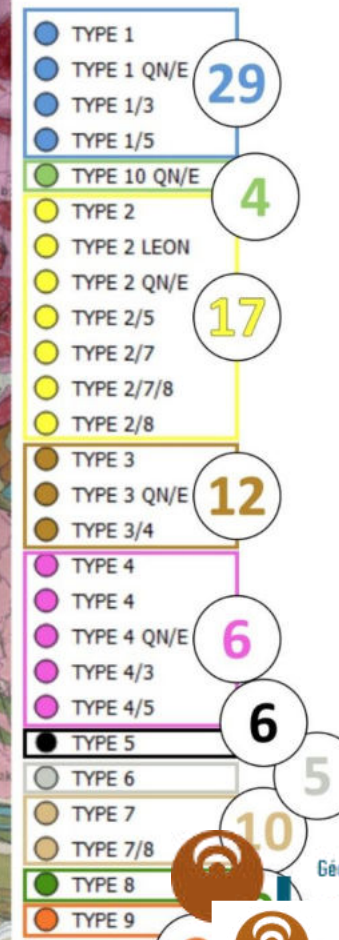 TYPE 1
TYPE 1 QN/E
TYPE 1/3
TYPE 1/5
29
TYPE 10 QN/E
4
TYPE 2
TYPE 2 LEON
TYPE 2 QN/E
TYPE 2/5
TYPE 2/7
TYPE 2/7/8
TYPE 2/8
17
TYPE 3
TYPE 3 QN/E
TYPE 3/4
12
TYPE 4
TYPE 4
TYPE 4 QN/E
TYPE 4/3
TYPE 4/5
6
TYPE 5
6
TYPE 6
5
TYPE 7
TYPE 7/8
10
TYPE 8
TYPE 9